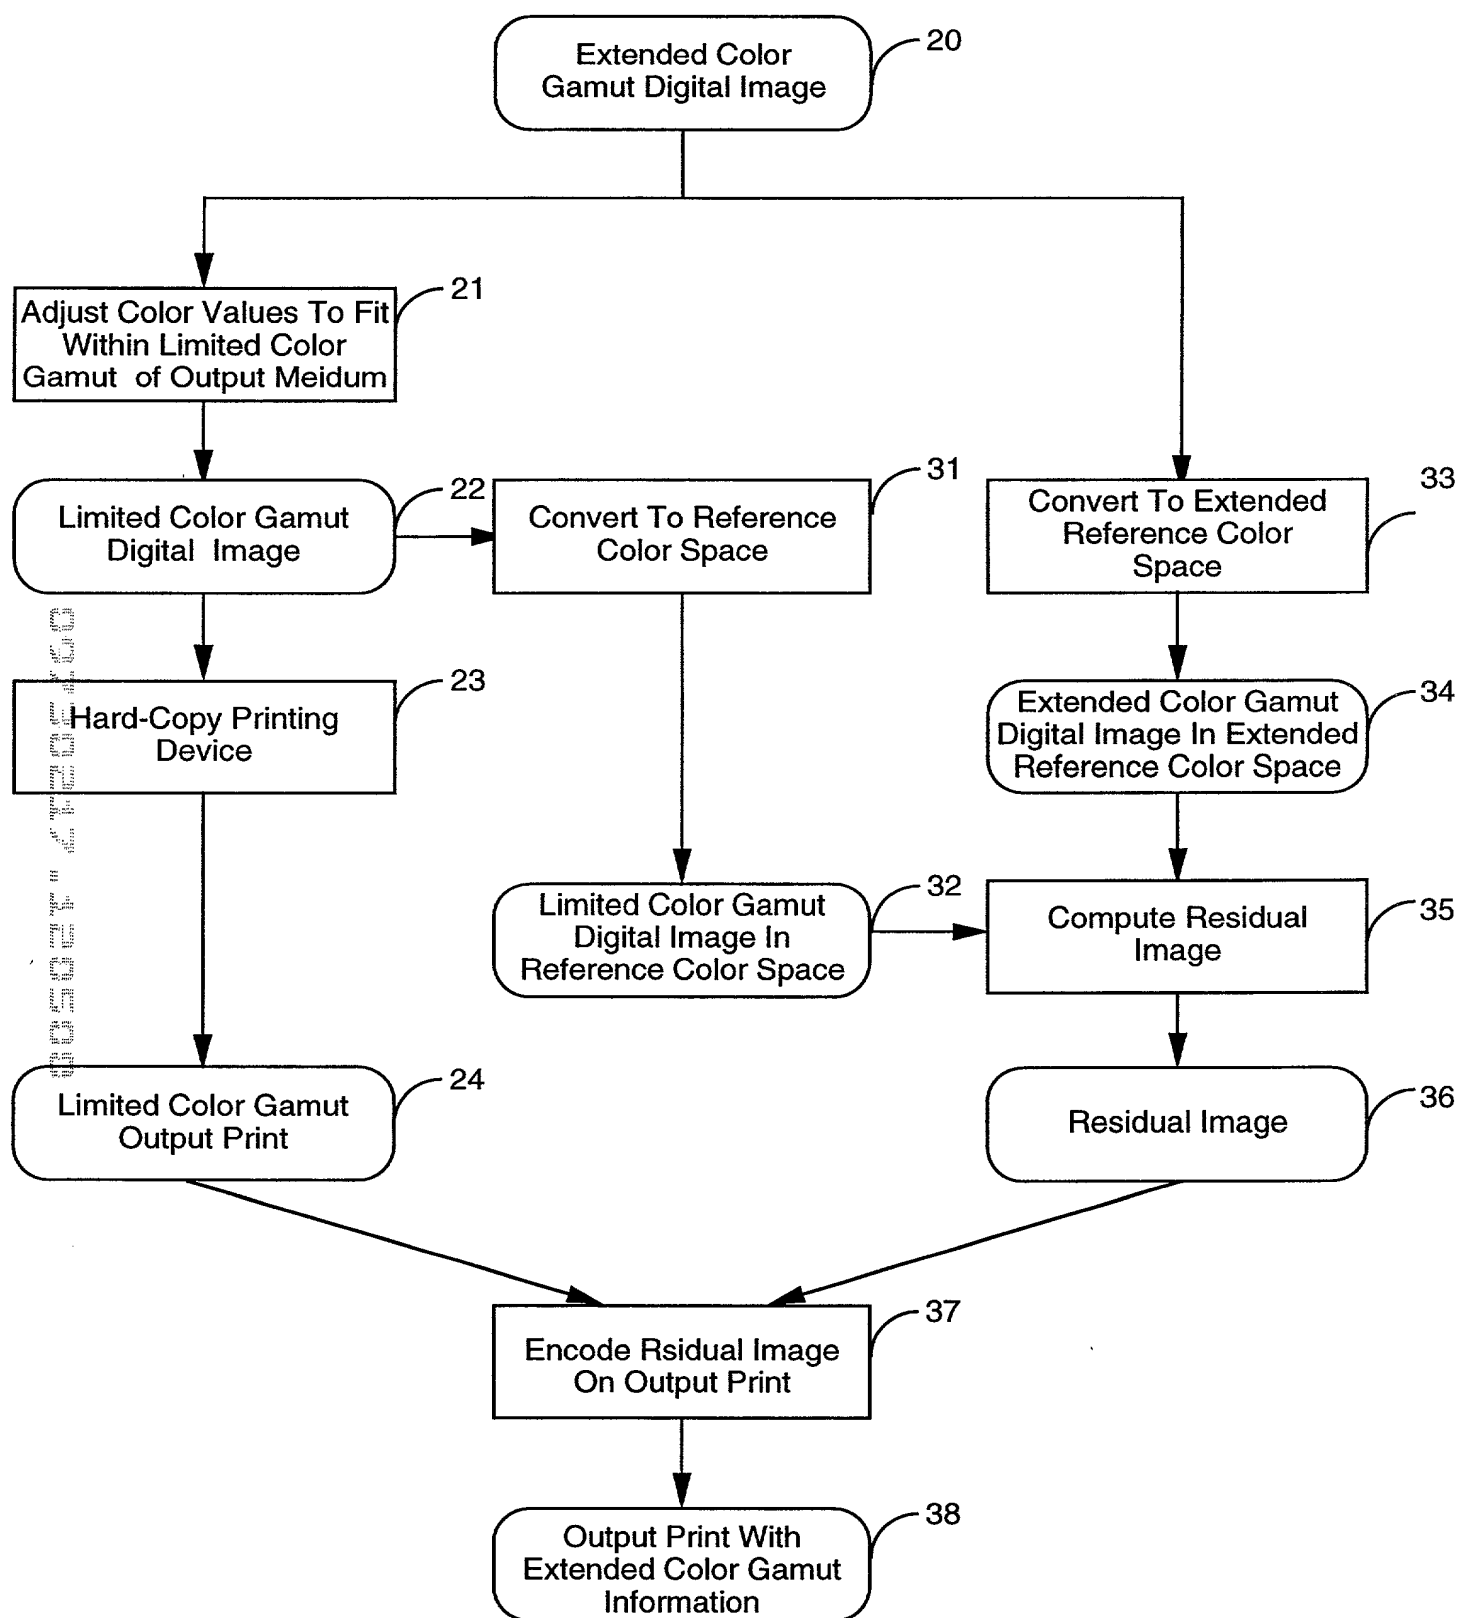 Extended Color
Gamut Digital Image
20
Adjust Color Values To Fit
Within Limited Color
Gamut of Output Meidum
21
Limited Color Gamut
Digital Image
22
Convert To Reference
Color Space
31
Convert To Extended
Reference Color
Space
33
Hard-Copy Printing
Device
23
Extended Color Gamut
Digital Image In Extended
Reference Color Space
34
Limited Color Gamut
Digital Image In
Reference Color Space
32
Compute Residual
Image
35
Limited Color Gamut
Output Print
24
Residual Image
36
Encode Rsidual Image
On Output Print
37
Output Print With
Extended Color Gamut
Information
38